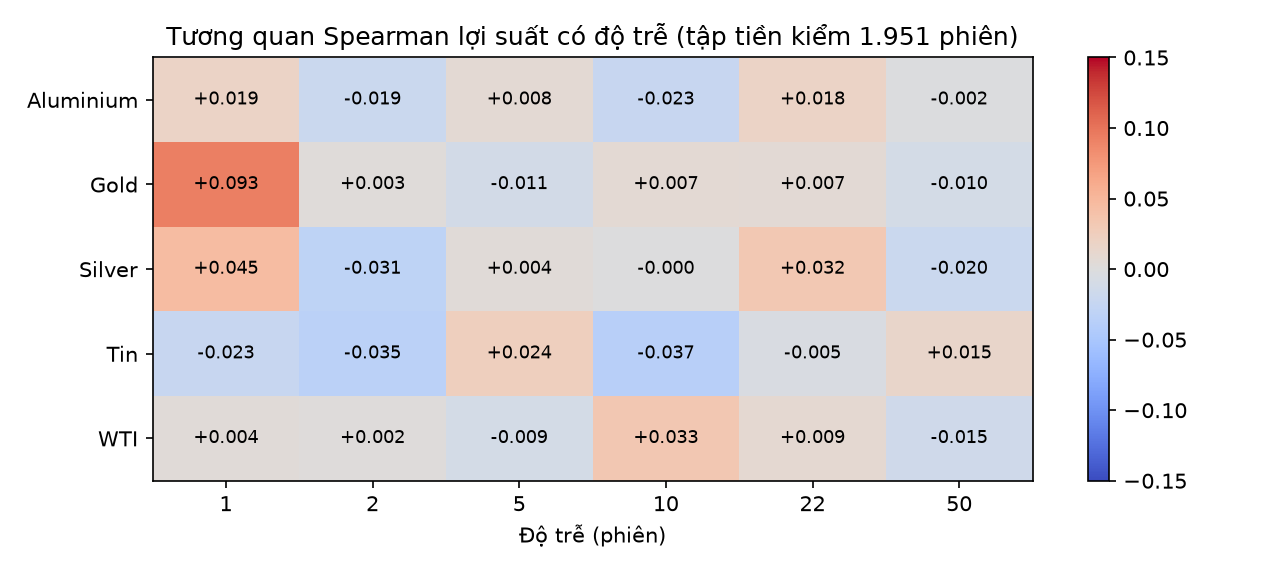 Tương quan Spearman lợi suất có độ trễ (tập tiền kiểm 1.951 phiên)
Aluminium +0.019 -0.019 +0.008 -0.023 +0.018 -0.002
Gold +0.093 +0.003 -0.011 +0.007 +0.007 -0.010
Silver +0.045 -0.031 +0.004 -0.000 +0.032 -0.020
Tin -0.023 -0.035 +0.024 -0.037 -0.005 +0.015
WTI +0.004 +0.002 -0.009 +0.033 +0.009 -0.015
1 2 5 10 22 50
Độ trễ (phiên)
0.15
0.10
0.05
0.00
−0.05
−0.10
−0.15